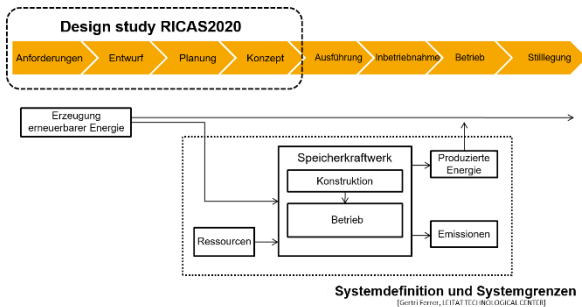 Design study RICAS2020
Anforderungen Entwurf Planung Konzept Ausführung Inbetriebnahme Betrieb Stilllegung
Erzeugung
erneuerbarer Energie
Speicherkraftwerk
Konstruktion
Betrieb
Ressourcen
Produzierte
Energie
Emissionen
Systemdefinition und Systemgrenzen
[Gertri Ferrer, LEITAT TECHNOLOGICAL CENTER]